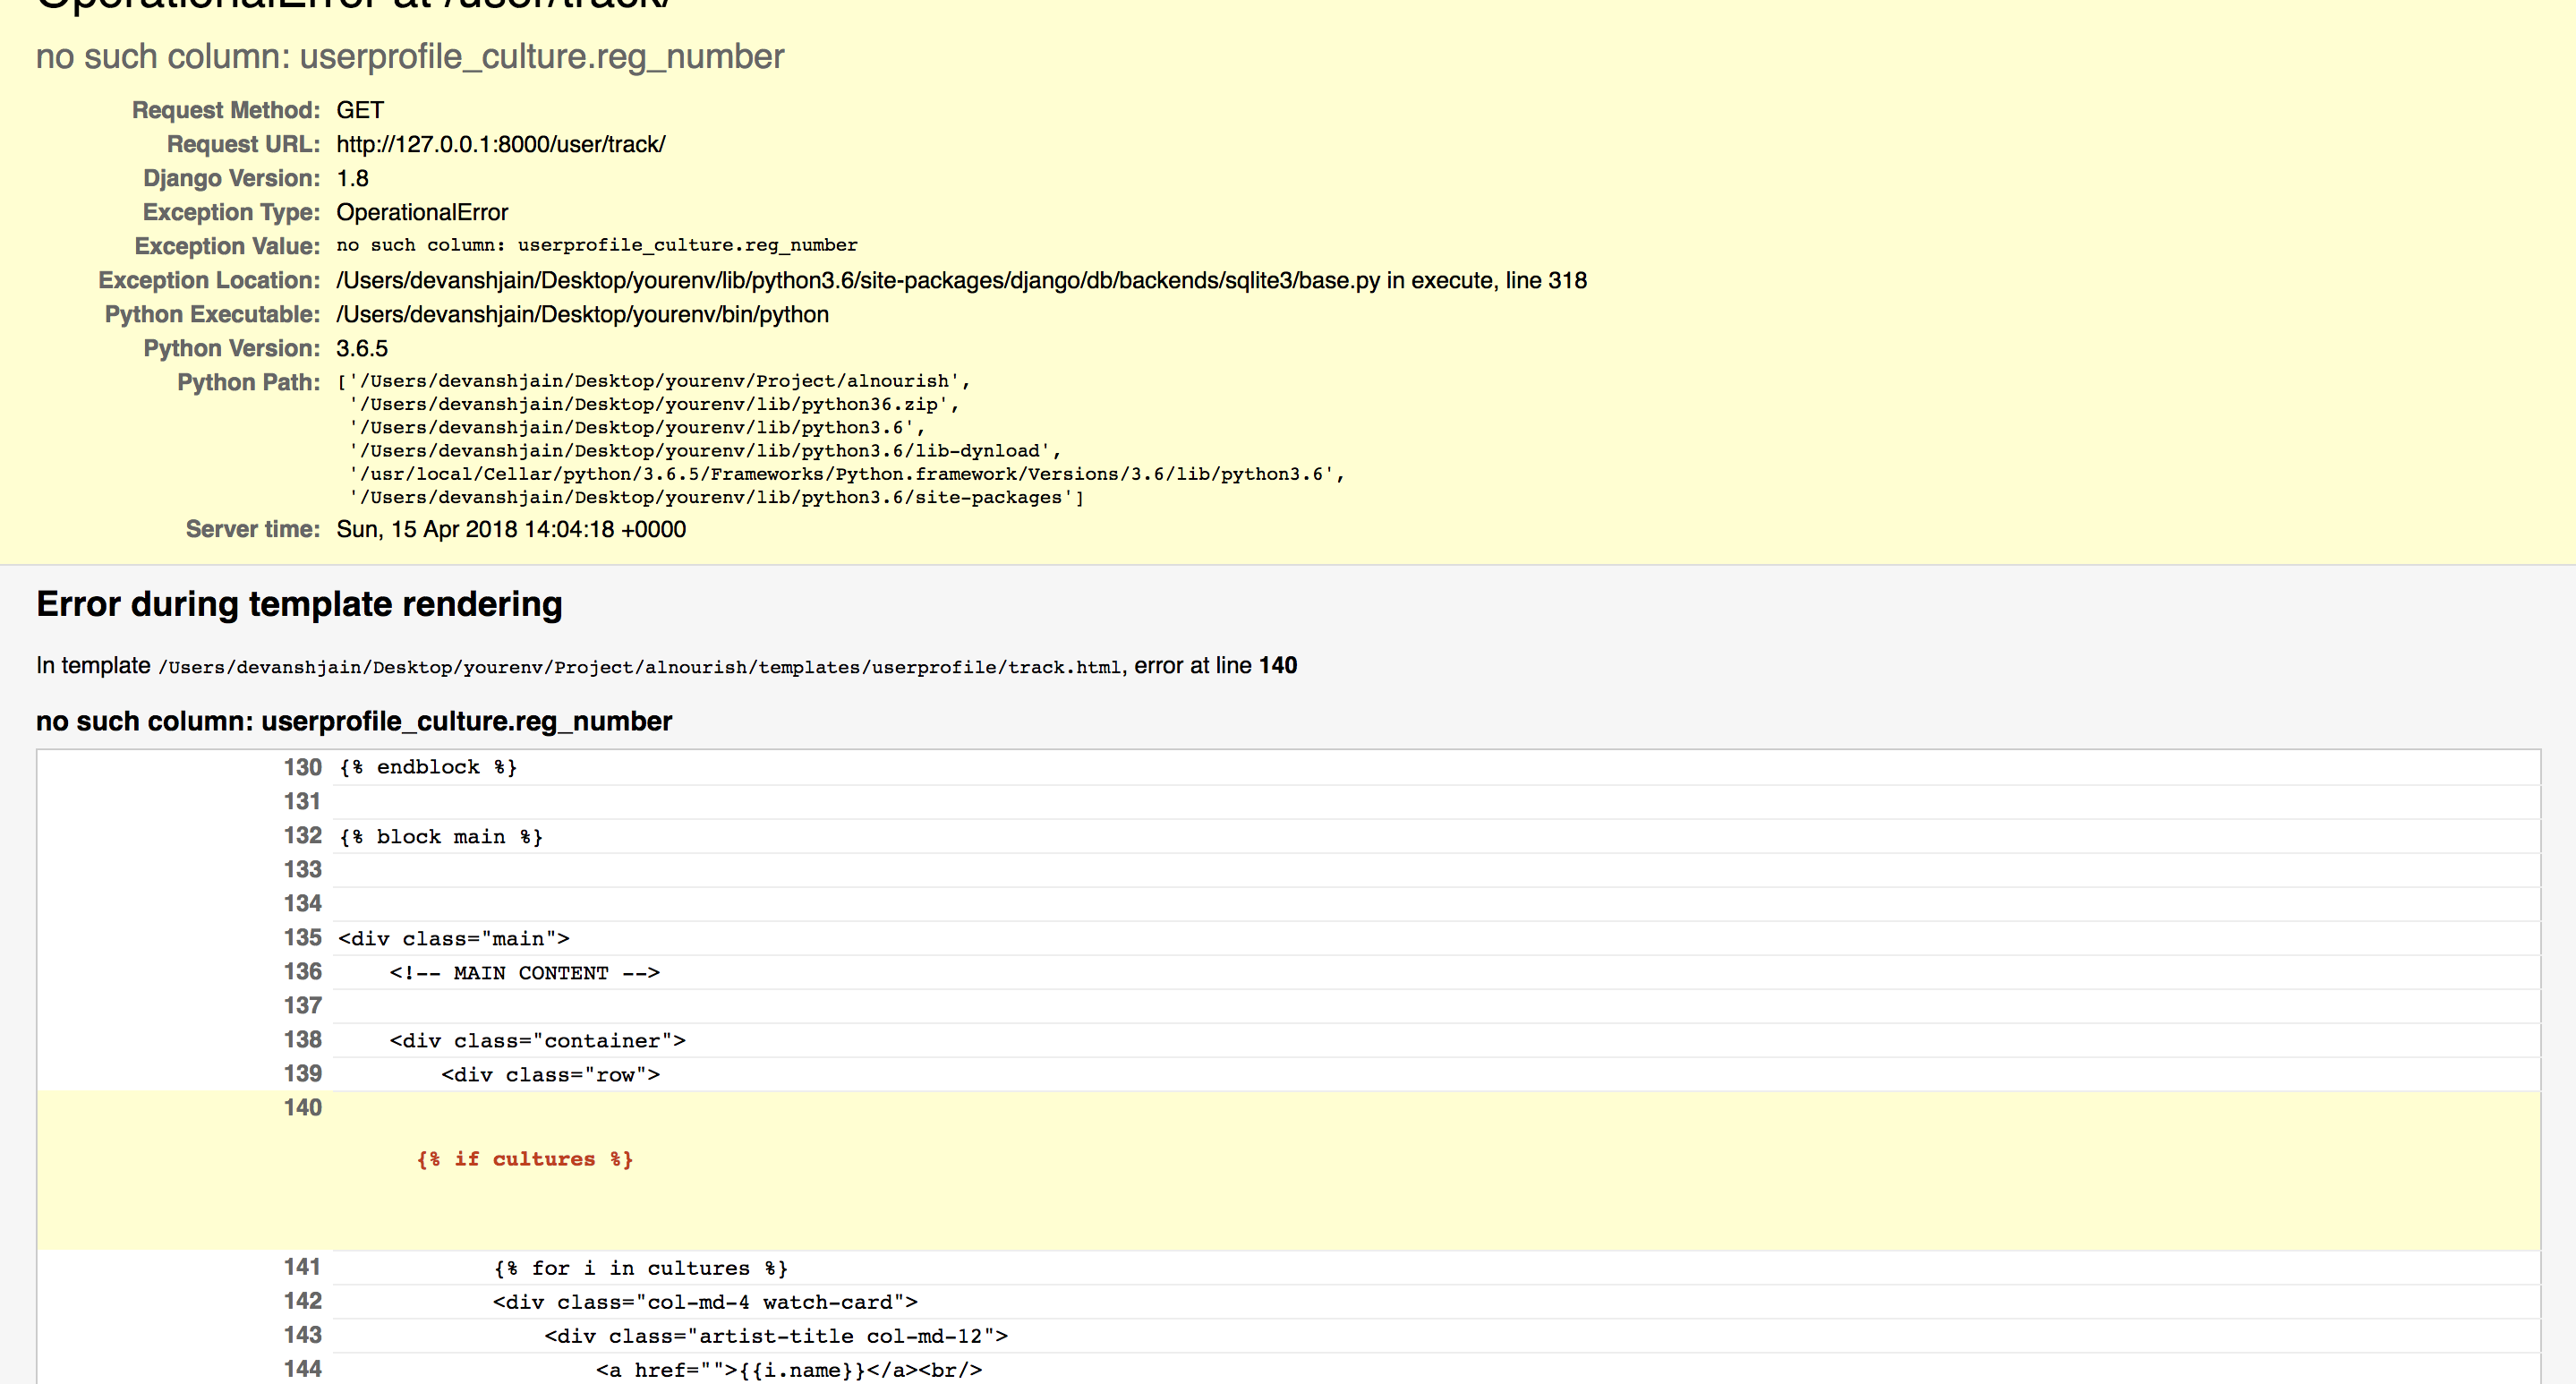 OperationalError at /user/track/
no such column: userprofile_culture.reg_number
Request Method: GET
Request URL: http://127.0.0.1:8000/user/track/
Django Version: 1.8
Exception Type: OperationalError
Exception Value: no such column: userprofile_culture.reg_number
Exception Location: /Users/devanshjain/Desktop/yourenv/lib/python3.6/site-packages/django/db/backends/sqlite3/base.py in execute, line 318
Python Executable: /Users/devanshjain/Desktop/yourenv/bin/python
Python Version: 3.6.5
Python Path: ['/Users/devanshjain/Desktop/yourenv/Project/alnourish',
'/Users/devanshjain/Desktop/yourenv/lib/python36.zip',
'/Users/devanshjain/Desktop/yourenv/lib/python3.6',
'/Users/devanshjain/Desktop/yourenv/lib/python3.6/lib-dynload',
'/usr/local/Cellar/python/3.6.5/Frameworks/Python.framework/Versions/3.6/lib/python3.6',
'/Users/devanshjain/Desktop/yourenv/lib/python3.6/site-packages']
Server time: Sun, 15 Apr 2018 14:04:18 +0000
Error during template rendering
In template /Users/devanshjain/Desktop/yourenv/Project/alnourish/templates/userprofile/track.html, error at line 140
no such column: userprofile_culture.reg_number
130 {% endblock %}
131
132 {% block main %}
133
134
135 <div class="main">
136 <!-- MAIN CONTENT -->
137
138 <div class="container">
139 <div class="row">
140
{% if cultures %}
141 {% for i in cultures %}
142 <div class="col-md-4 watch-card">
143 <div class="artist-title col-md-12">
144 <a href="">{{i.name}}</a><br/>